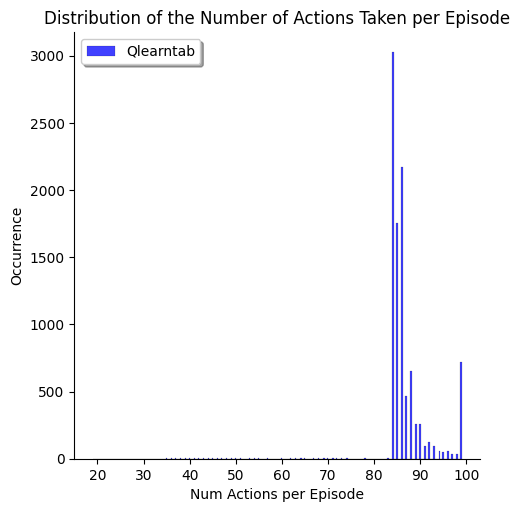 Distribution of the Number of Actions Taken per Episode
Qlearntab
3000
2500
2000
1500
1000
500
0
Occurrence
20 30 40 50 60 70 80 90 100
Num Actions per Episode